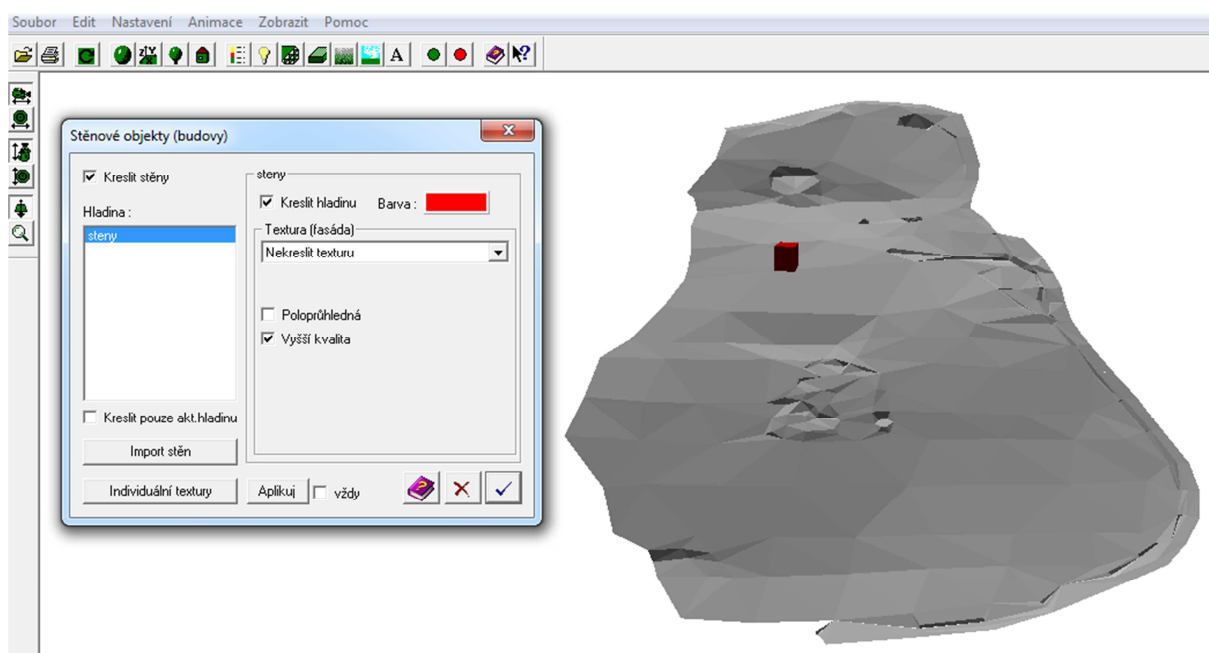 Soubor Edit Nastavení Animace Zobrazit Pomoc
Z Y X
A
?
Stěnové objekty (budovy)
Kreslit stěny
Hladina :
steny
Kreslit pouze akt.hladinu
Import stěn
Individuální textury
steny
Kreslit hladinu Barva :
Textura (fasáda)
Nekreslit texturu
Poloprůhledná
Vyšší kvalita
Aplikuj vždy
?